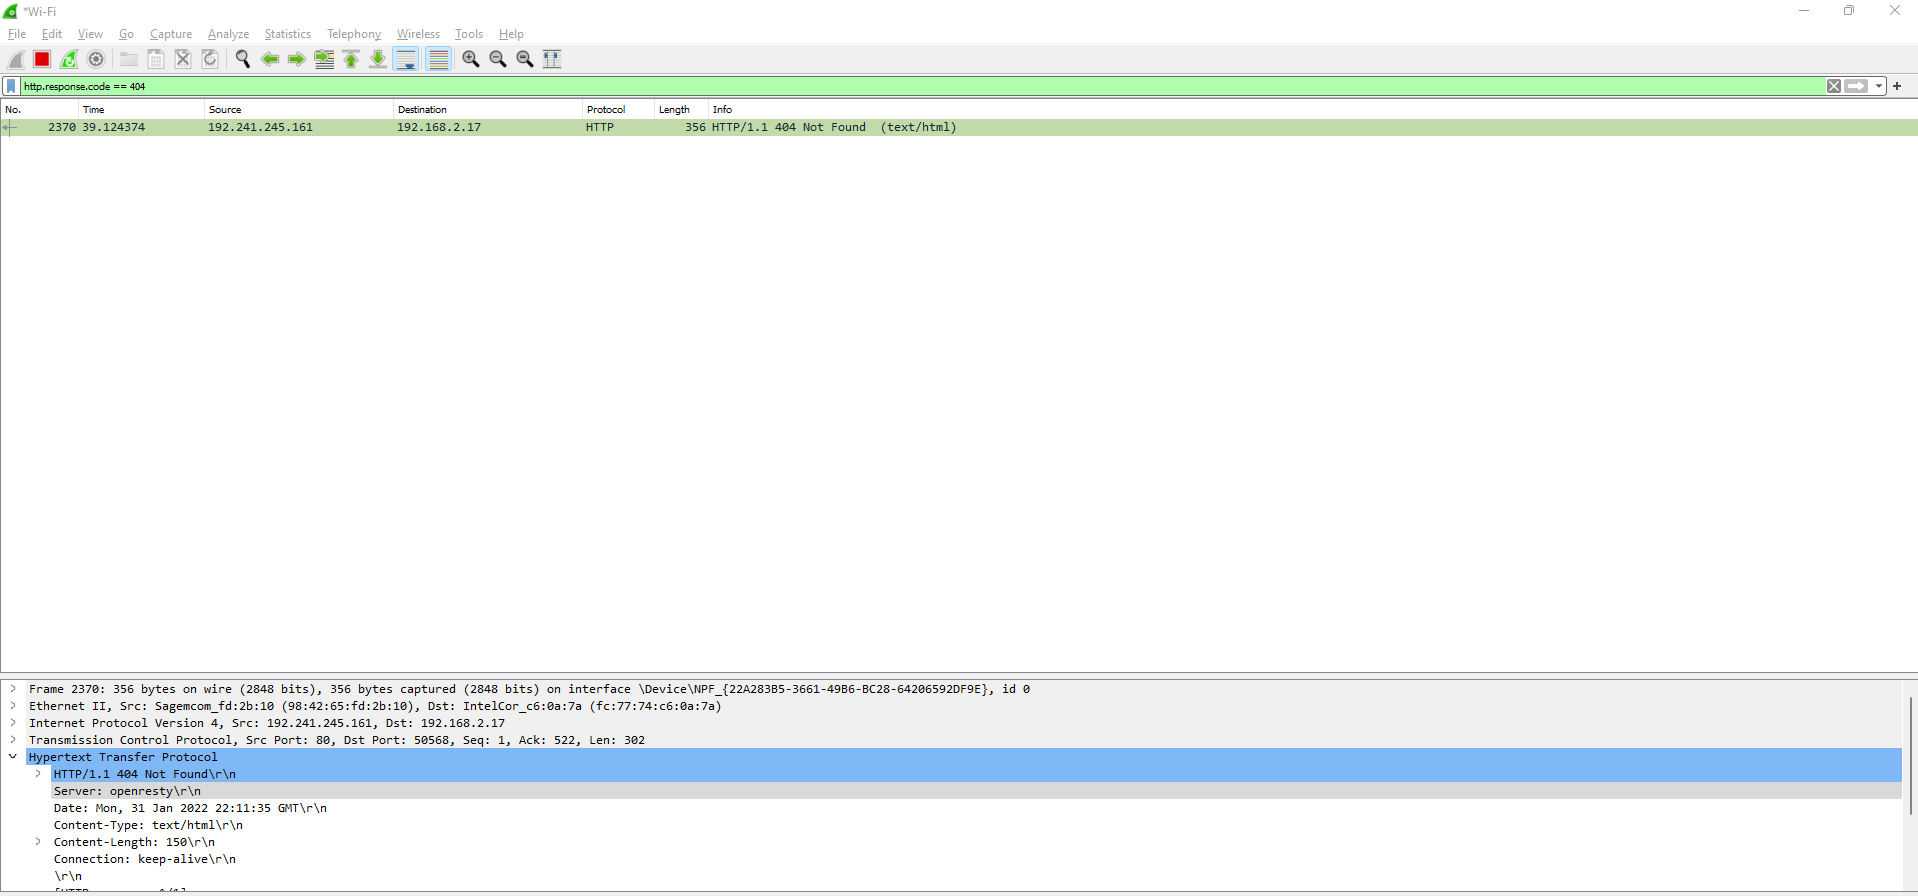 *Wi-Fi
File Edit View Go Capture Analyze Statistics Telephony Wireless Tools Help
http.response.code == 404
No. Time Source Destination Protocol Length Info
2370 39.124374 192.241.245.161 192.168.2.17 HTTP 356 HTTP/1.1 404 Not Found (text/html)
Frame 2370: 356 bytes on wire (2848 bits), 356 bytes captured (2848 bits) on interface \Device\NPF_{22A283B5-3661-49B6-BC28-64206592DF9E}, id 0
Ethernet II, Src: Sagemcom_fd:2b:10 (98:42:65:fd:2b:10), Dst: IntelCor_c6:0a:7a (fc:77:74:c6:0a:7a)
Internet Protocol Version 4, Src: 192.241.245.161, Dst: 192.168.2.17
Transmission Control Protocol, Src Port: 80, Dst Port: 50568, Seq: 1, Ack: 522, Len: 302
Hypertext Transfer Protocol
HTTP/1.1 404 Not Found\r\n
Server: openresty\r\n
Date: Mon, 31 Jan 2022 22:11:35 GMT\r\n
Content-Type: text/html\r\n
Content-Length: 150\r\n
Connection: keep-alive\r\n
\r\n